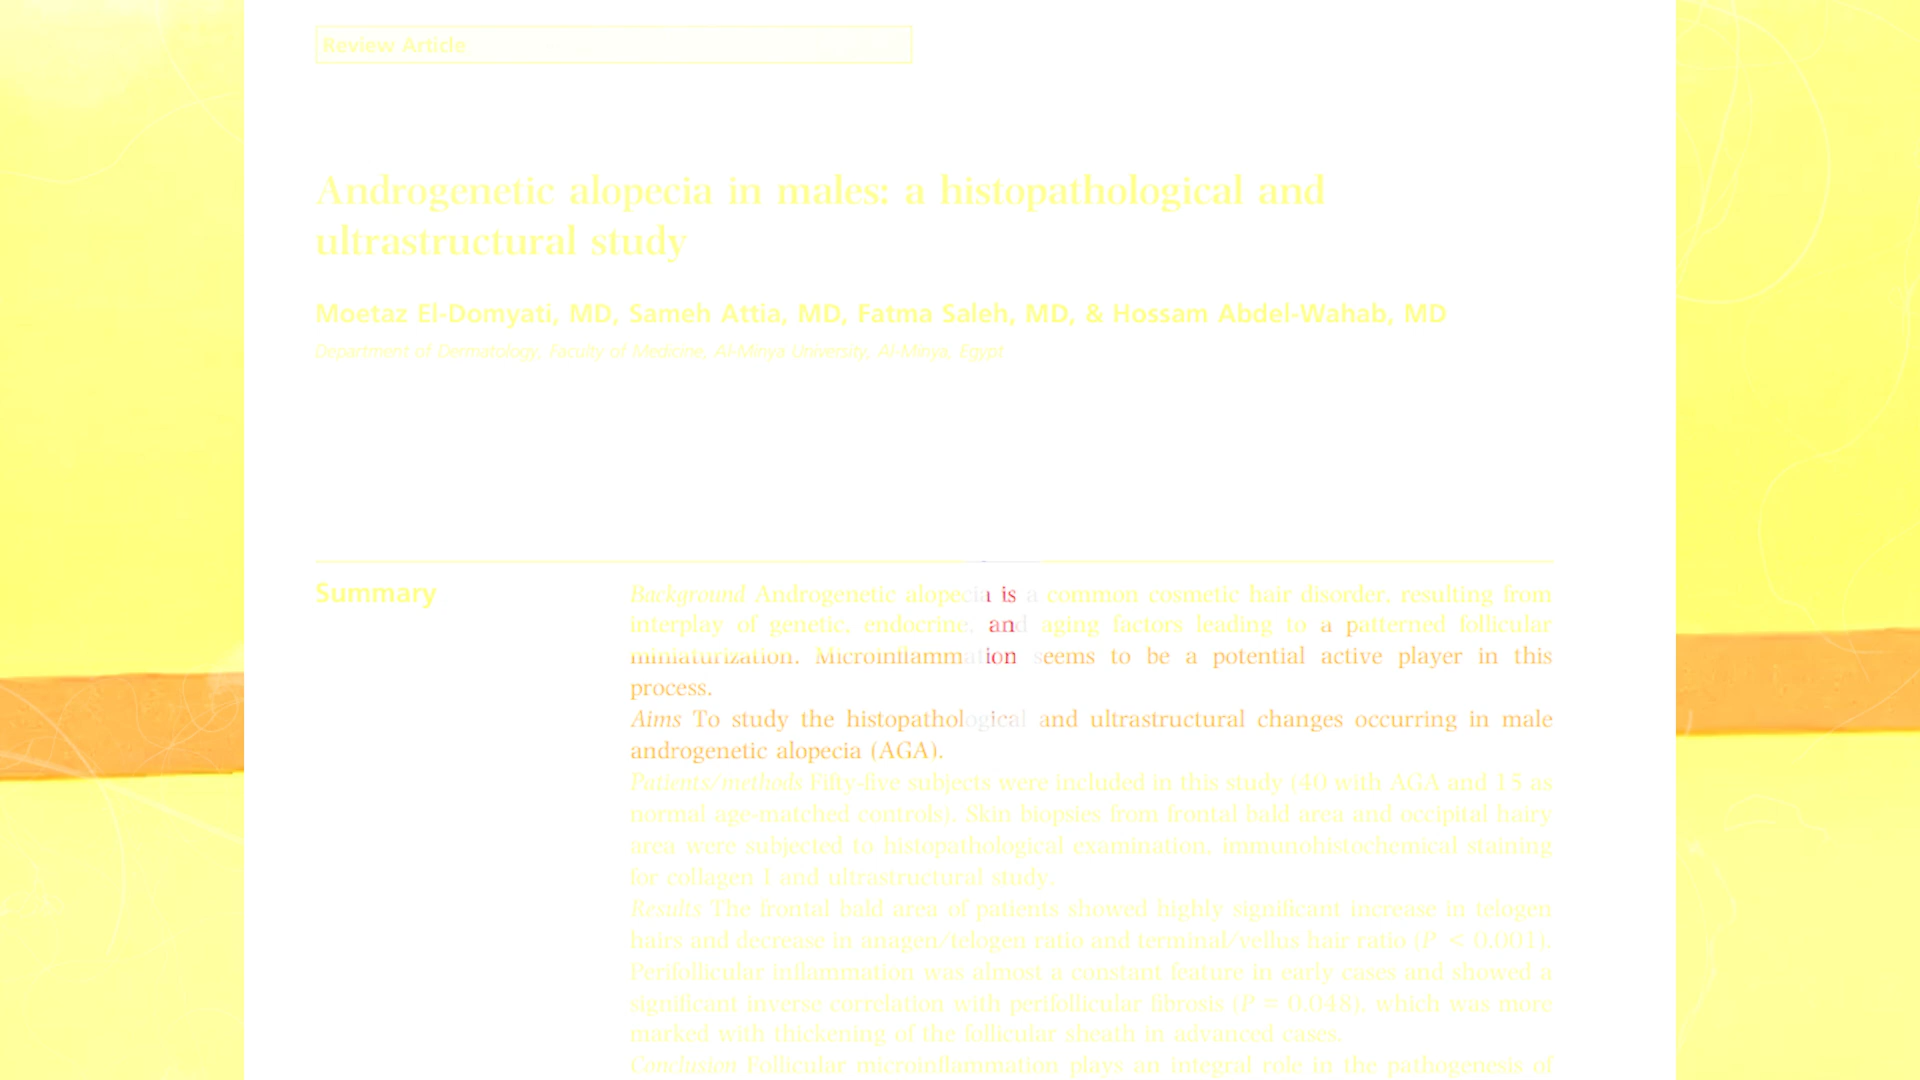 Review Article
Androgenetic alopecia in males: a histopathological and
ultrastructural study
Moetaz El-Domyati, MD, Sameh Attia, MD, Fatma Saleh, MD, & Hossam Abdel-Wahab, MD
Department of Dermatology, Faculty of Medicine, Al-Minya University, Al-Minya, Egypt
Summary
Background Androgenetic alopecia is a common cosmetic hair disorder, resulting from
interplay of genetic, endocrine, and aging factors leading to a patterned follicular
miniaturization. Microinflammation seems to be a potential active player in this
process.
Aims To study the histopathological and ultrastructural changes occurring in male
androgenetic alopecia (AGA).
Patients/methods Fifty-five subjects were included in this study (40 with AGA and 15 as
normal age-matched controls). Skin biopsies from frontal bald area and occipital hairy
area were subjected to histopathological examination, immunohistochemical staining
for collagen I and ultrastructural study.
Results The frontal bald area of patients showed highly significant increase in telogen
hairs and decrease in anagen/telogen ratio and terminal/vellus hair ratio (P < 0.001).
Perifollicular inflammation was almost a constant feature in early cases and showed a
significant inverse correlation with perifollicular fibrosis (P = 0.048), which was more
marked with thickening of the follicular sheath in advanced cases.
Conclusion Follicular microinflammation plays an integral role in the pathogenesis of